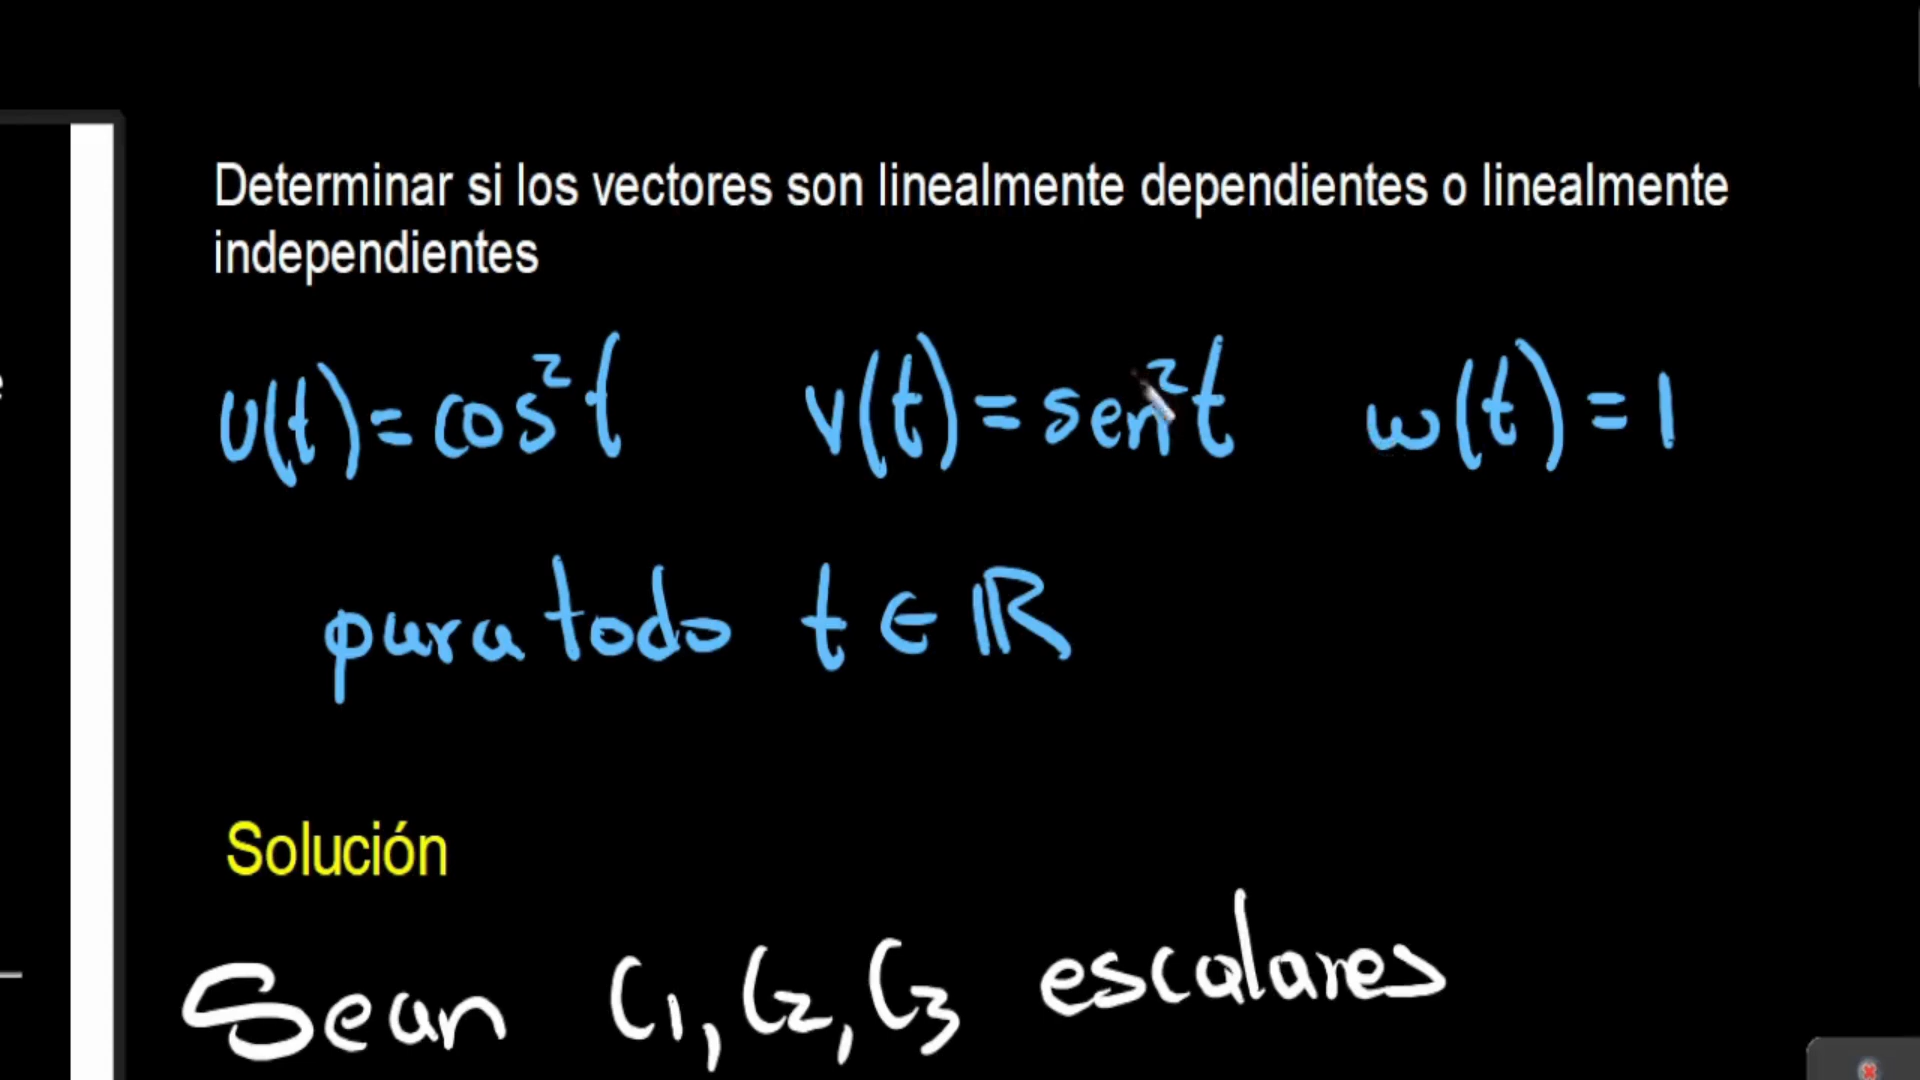 Determinar si los vectores son linealmente dependientes o linealmente
independientes
u(t)=cos²t v(t)=sen²t w(t)=1
para todo t∈ℝ
Solución
Sean C₁, C₂, C₃ escalares